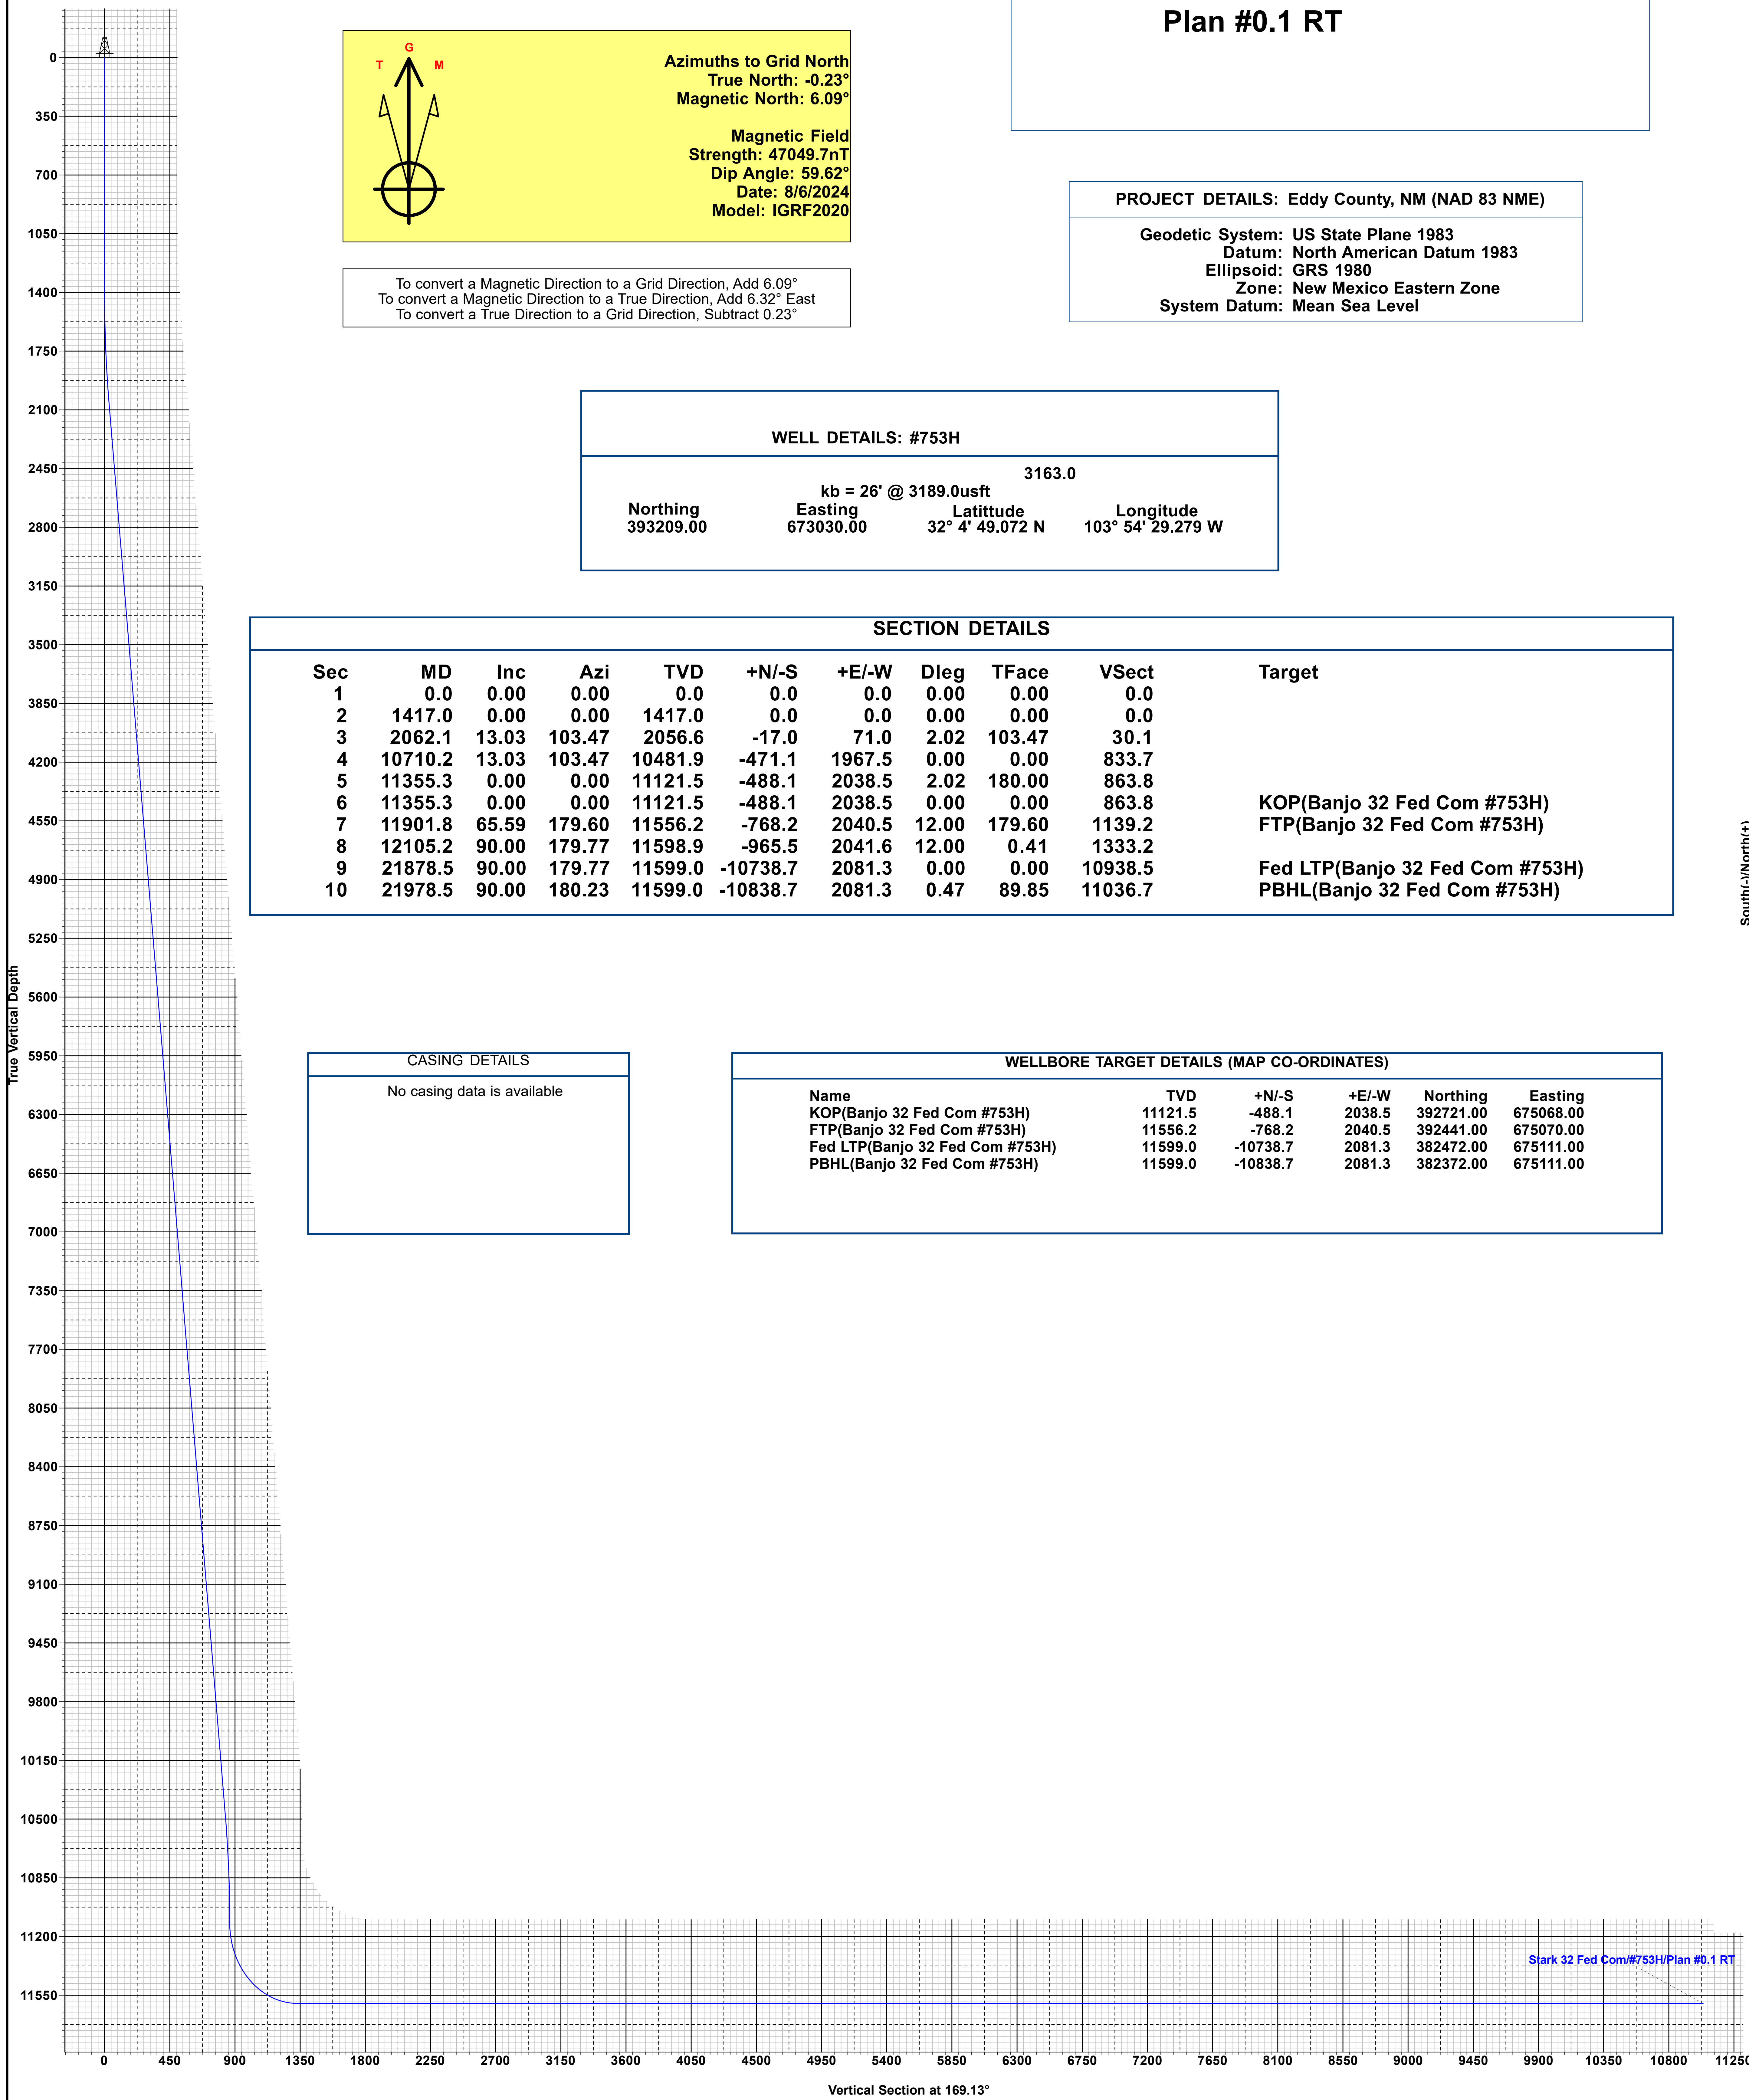 Plan #0.1 RT
G
T M
Azimuths to Grid North
True North: -0.23°
Magnetic North: 6.09°
Magnetic Field
Strength: 47049.7nT
Dip Angle: 59.62°
Date: 8/6/2024
Model: IGRF2020
To convert a Magnetic Direction to a Grid Direction, Add 6.09°
To convert a Magnetic Direction to a True Direction, Add 6.32° East
To convert a True Direction to a Grid Direction, Subtract 0.23°
PROJECT DETAILS: Eddy County, NM (NAD 83 NME)
Geodetic System: US State Plane 1983
Datum: North American Datum 1983
Ellipsoid: GRS 1980
Zone: New Mexico Eastern Zone
System Datum: Mean Sea Level
WELL DETAILS: #753H
3163.0
kb = 26' @ 3189.0usft
Northing Easting Latittude Longitude
393209.00 673030.00 32° 4' 49.072 N 103° 54' 29.279 W
SECTION DETAILS
Sec MD Inc Azi TVD +N/-S +E/-W Dleg TFace VSect Target
1 0.0 0.00 0.00 0.0 0.0 0.0 0.00 0.00 0.0
2 1417.0 0.00 0.00 1417.0 0.0 0.0 0.00 0.00 0.0
3 2062.1 13.03 103.47 2056.6 -17.0 71.0 2.02 103.47 30.1
4 10710.2 13.03 103.47 10481.9 -471.1 1967.5 0.00 0.00 833.7
5 11355.3 0.00 0.00 11121.5 -488.1 2038.5 2.02 180.00 863.8
6 11355.3 0.00 0.00 11121.5 -488.1 2038.5 0.00 0.00 863.8 KOP(Banjo 32 Fed Com #753H)
7 11901.8 65.59 179.60 11556.2 -768.2 2040.5 12.00 179.60 1139.2 FTP(Banjo 32 Fed Com #753H)
8 12105.2 90.00 179.77 11598.9 -965.5 2041.6 12.00 0.41 1333.2
9 21878.5 90.00 179.77 11599.0 -10738.7 2081.3 0.00 0.00 10938.5 Fed LTP(Banjo 32 Fed Com #753H)
10 21978.5 90.00 180.23 11599.0 -10838.7 2081.3 0.47 89.85 11036.7 PBHL(Banjo 32 Fed Com #753H)
South(-)/North(+)
CASING DETAILS
No casing data is available
WELLBORE TARGET DETAILS (MAP CO-ORDINATES)
Name TVD +N/-S +E/-W Northing Easting
KOP(Banjo 32 Fed Com #753H) 11121.5 -488.1 2038.5 392721.00 675068.00
FTP(Banjo 32 Fed Com #753H) 11556.2 -768.2 2040.5 392441.00 675070.00
Fed LTP(Banjo 32 Fed Com #753H) 11599.0 -10738.7 2081.3 382472.00 675111.00
PBHL(Banjo 32 Fed Com #753H) 11599.0 -10838.7 2081.3 382372.00 675111.00
True Vertical Depth
0
350
700
1050
1400
1750
2100
2450
2800
3150
3500
3850
4200
4550
4900
5250
5600
5950
6300
6650
7000
7350
7700
8050
8400
8750
9100
9450
9800
10150
10500
10850
11200
11550
Stark 32 Fed Com/#753H/Plan #0.1 RT
0 450 900 1350 1800 2250 2700 3150 3600 4050 4500 4950 5400 5850 6300 6750 7200 7650 8100 8550 9000 9450 9900 10350 10800 11250
Vertical Section at 169.13°